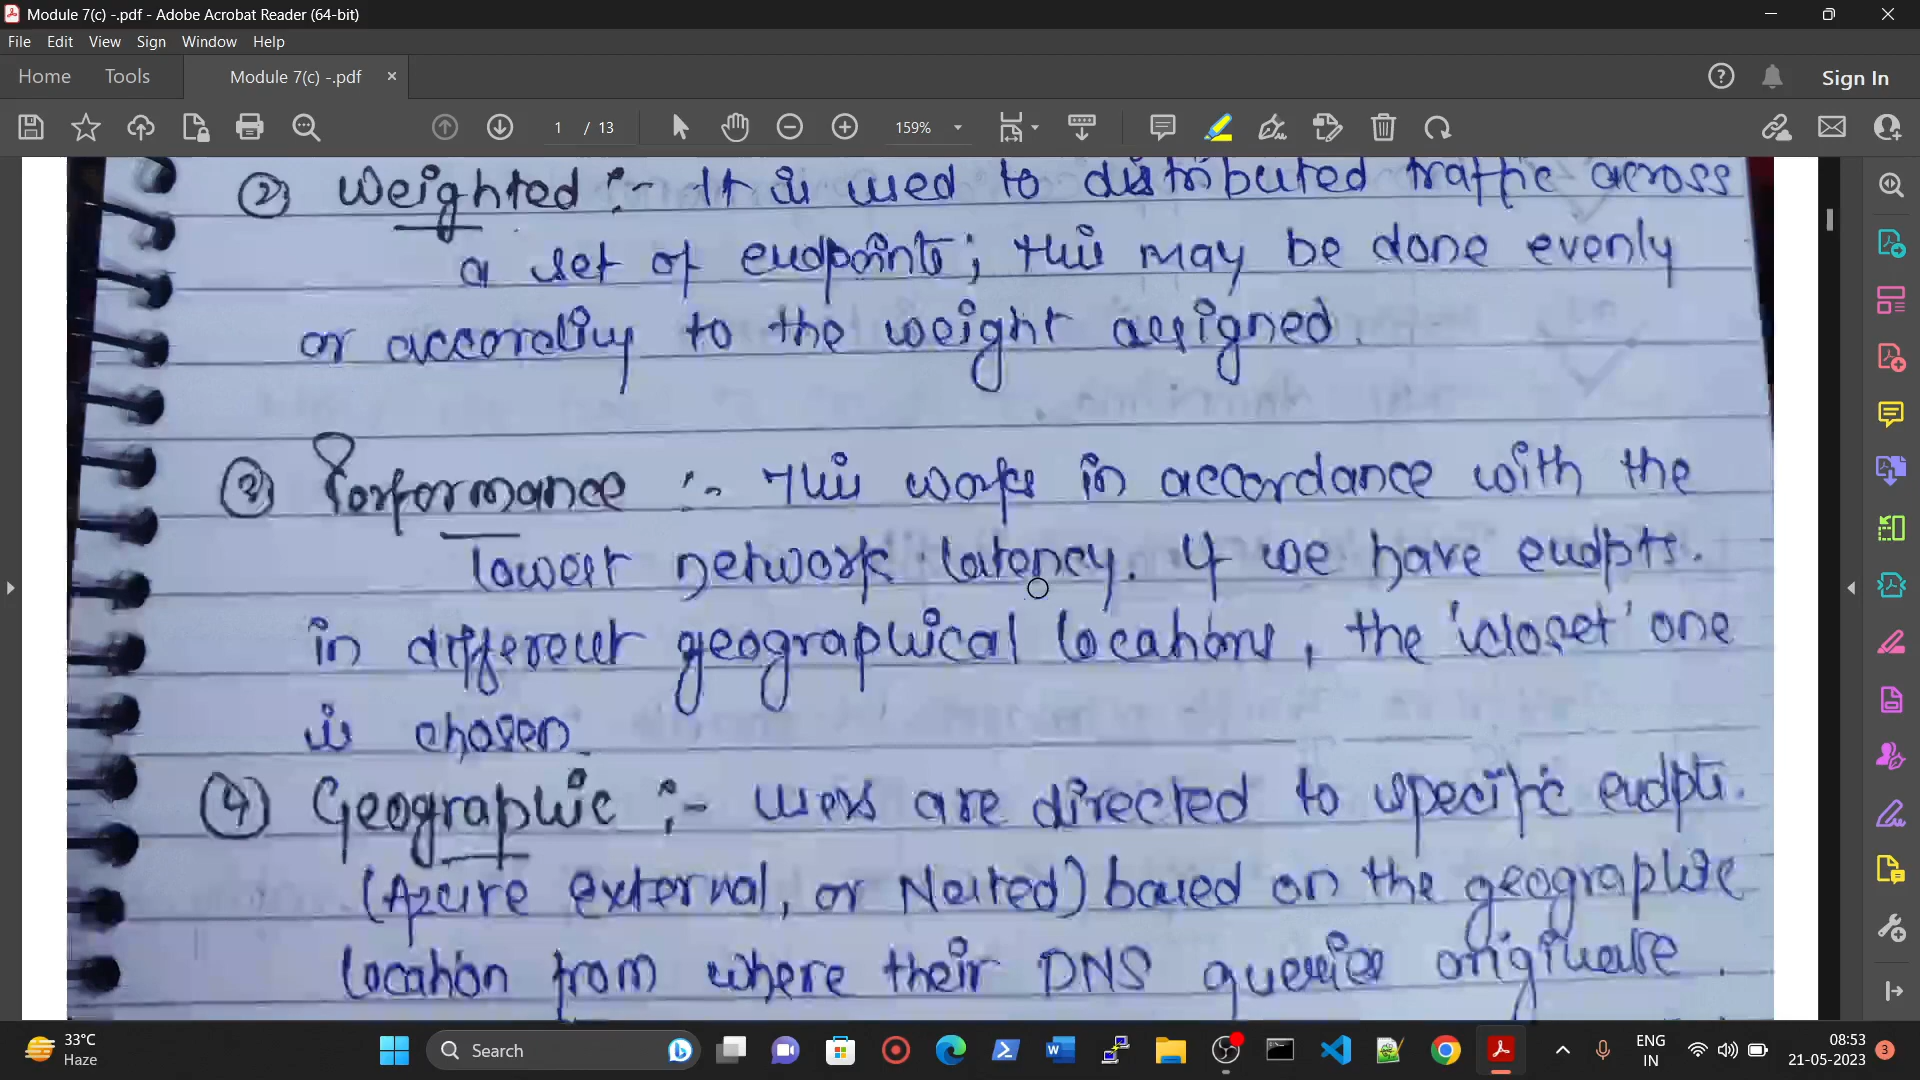 Module 7(c) -.pdf - Adobe Acrobat Reader (64-bit)
File Edit View Sign Window Help
Home Tools Module 7(c) -.pdf × Sign In
1 / 13 159%
② Weighted :- It is used to distributed traffic across
a set of endpoints; this may be done evenly
or according to the weight assigned.
③ Performance :- This works in accordance with the
lowest network latency. If we have endpts.
in different geographical locations, the 'closet' one
is chosen.
④ Geographic :- users are directed to specific endpts.
(Azure external, or Nested) based on the geographic
location from where their DNS queries originate.
33°C
Haze
Search
ENG
IN
08:53
21-05-2023
3